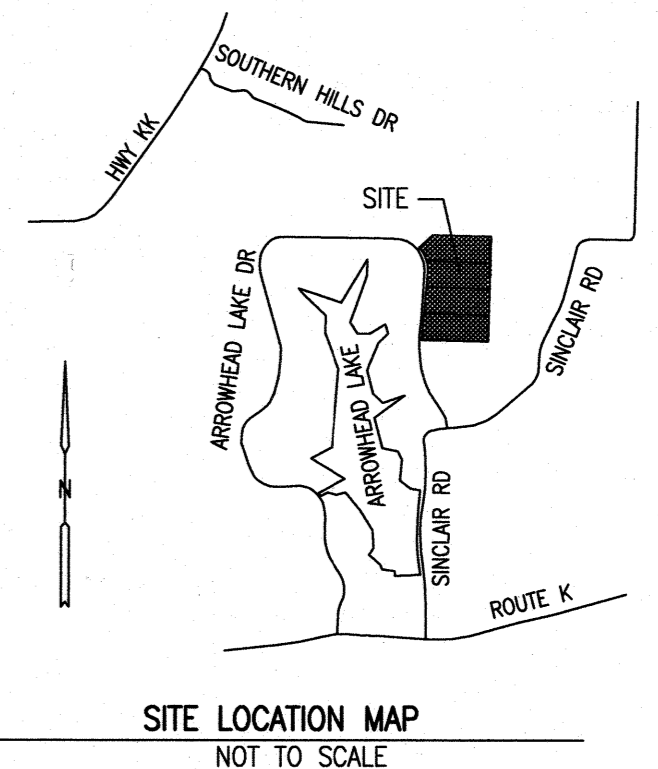 SOUTHERN HILLS DR
HWY KK
SITE
ARROWHEAD LAKE DR
SINCLAIR RD
ARROWHEAD LAKE
N
SINCLAIR RD
ROUTE K
SITE LOCATION MAP
NOT TO SCALE